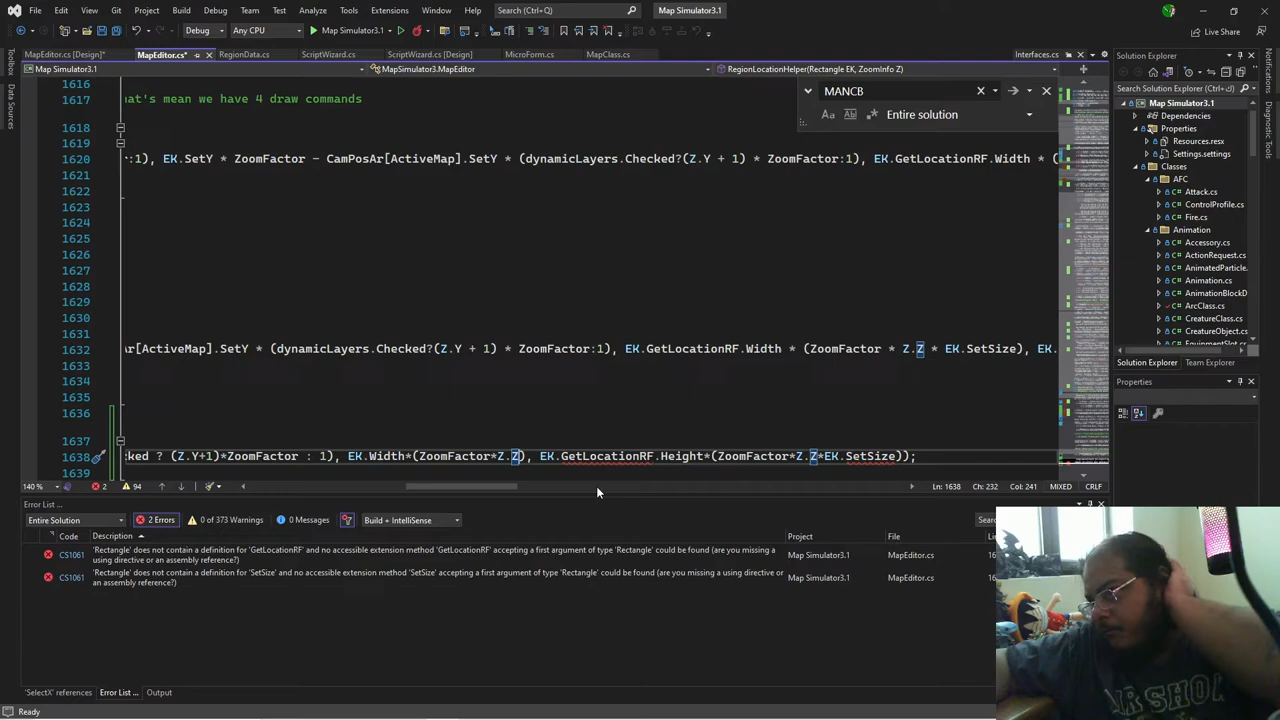 File Edit View Git Project Build Debug Test Analyze Tools Extensions Window Help Search (Ctrl+Q) Map Simulator3.1
Debug Any CPU Map Simulator3.1 Live Share
MapEditor.cs [Design]* MapEditor.cs* RegionData.cs ScriptWizard.cs ScriptWizard.cs [Design] MicroForm.cs MapClass.cs Interfaces.cs
Map Simulator3.1 MapSimulator3.MapEditor RegionLocationHelper(Rectangle EK, ZoomInfo Z)
Toolbox
Data Sources
1616
1617 hat's mean we have 4 draw commands
1618
1619
1620 :1), EK.SetY * ZoomFactor - CamPosAr[ActiveMap].SetY * (dynamicLayers.Checked?(Z.Y + 1) * ZoomFactor:1), EK.GetLocationRF.Width * (
1621
1622
1623
1624
1625
1626
1627
1628
1629
1630
1631
1632 Ar[ActiveMap].SetY * (dynamicLayers.Checked?(Z.Y + 1) * ZoomFactor:1), EK.GetLocationRF.Width * (ZoomFactor * Z.Z * EK.SetSize), EK.
1633
1634
1635
1636
1637
1638 cked ? (Z.Y+1)*ZoomFactor : 1), EK.Width*(ZoomFactor*Z.Z), EK.GetLocationRF.Height*(ZoomFactor*Z.Z*EK.SetSize));
1639
MANCB
Aa Entire solution
140 % 2 94 Ln: 1638 Ch: 232 Col: 241 MIXED CRLF
Error List ...
Entire Solution 2 Errors 0 of 373 Warnings 0 Messages Build + IntelliSense
Code Description Project File
CS1061 'Rectangle' does not contain a definition for 'GetLocationRF' and no accessible extension method 'GetLocationRF' accepting a first argument of type 'Rectangle' could be found (are you missing a
using directive or an assembly reference?) Map Simulator3.1 MapEditor.cs
CS1061 'Rectangle' does not contain a definition for 'SetSize' and no accessible extension method 'SetSize' accepting a first argument of type 'Rectangle' could be found (are you missing a using directive or
an assembly reference?) Map Simulator3.1 MapEditor.cs
'SelectX' references Error List ... Output
Ready
Solution Explorer
Search Solution Explorer (Ctrl+;)
Map Simulator3.1
Dependencies
Properties
Resources.resx
Settings.settings
Classes
AFC
Attack.cs
ControlProfile.cs
Fire.cs
Animation
Accessory.cs
ActionRequest.cs
AnimatedParticle.
Animation.cs
AnimationBlockD
ArcClass.cs
CreatureClass.cs
CreatureObject.cs
EquipmentSlot.cs
Solution Explorer Team Explorer
Properties
Notifications
Diagnostic Tools